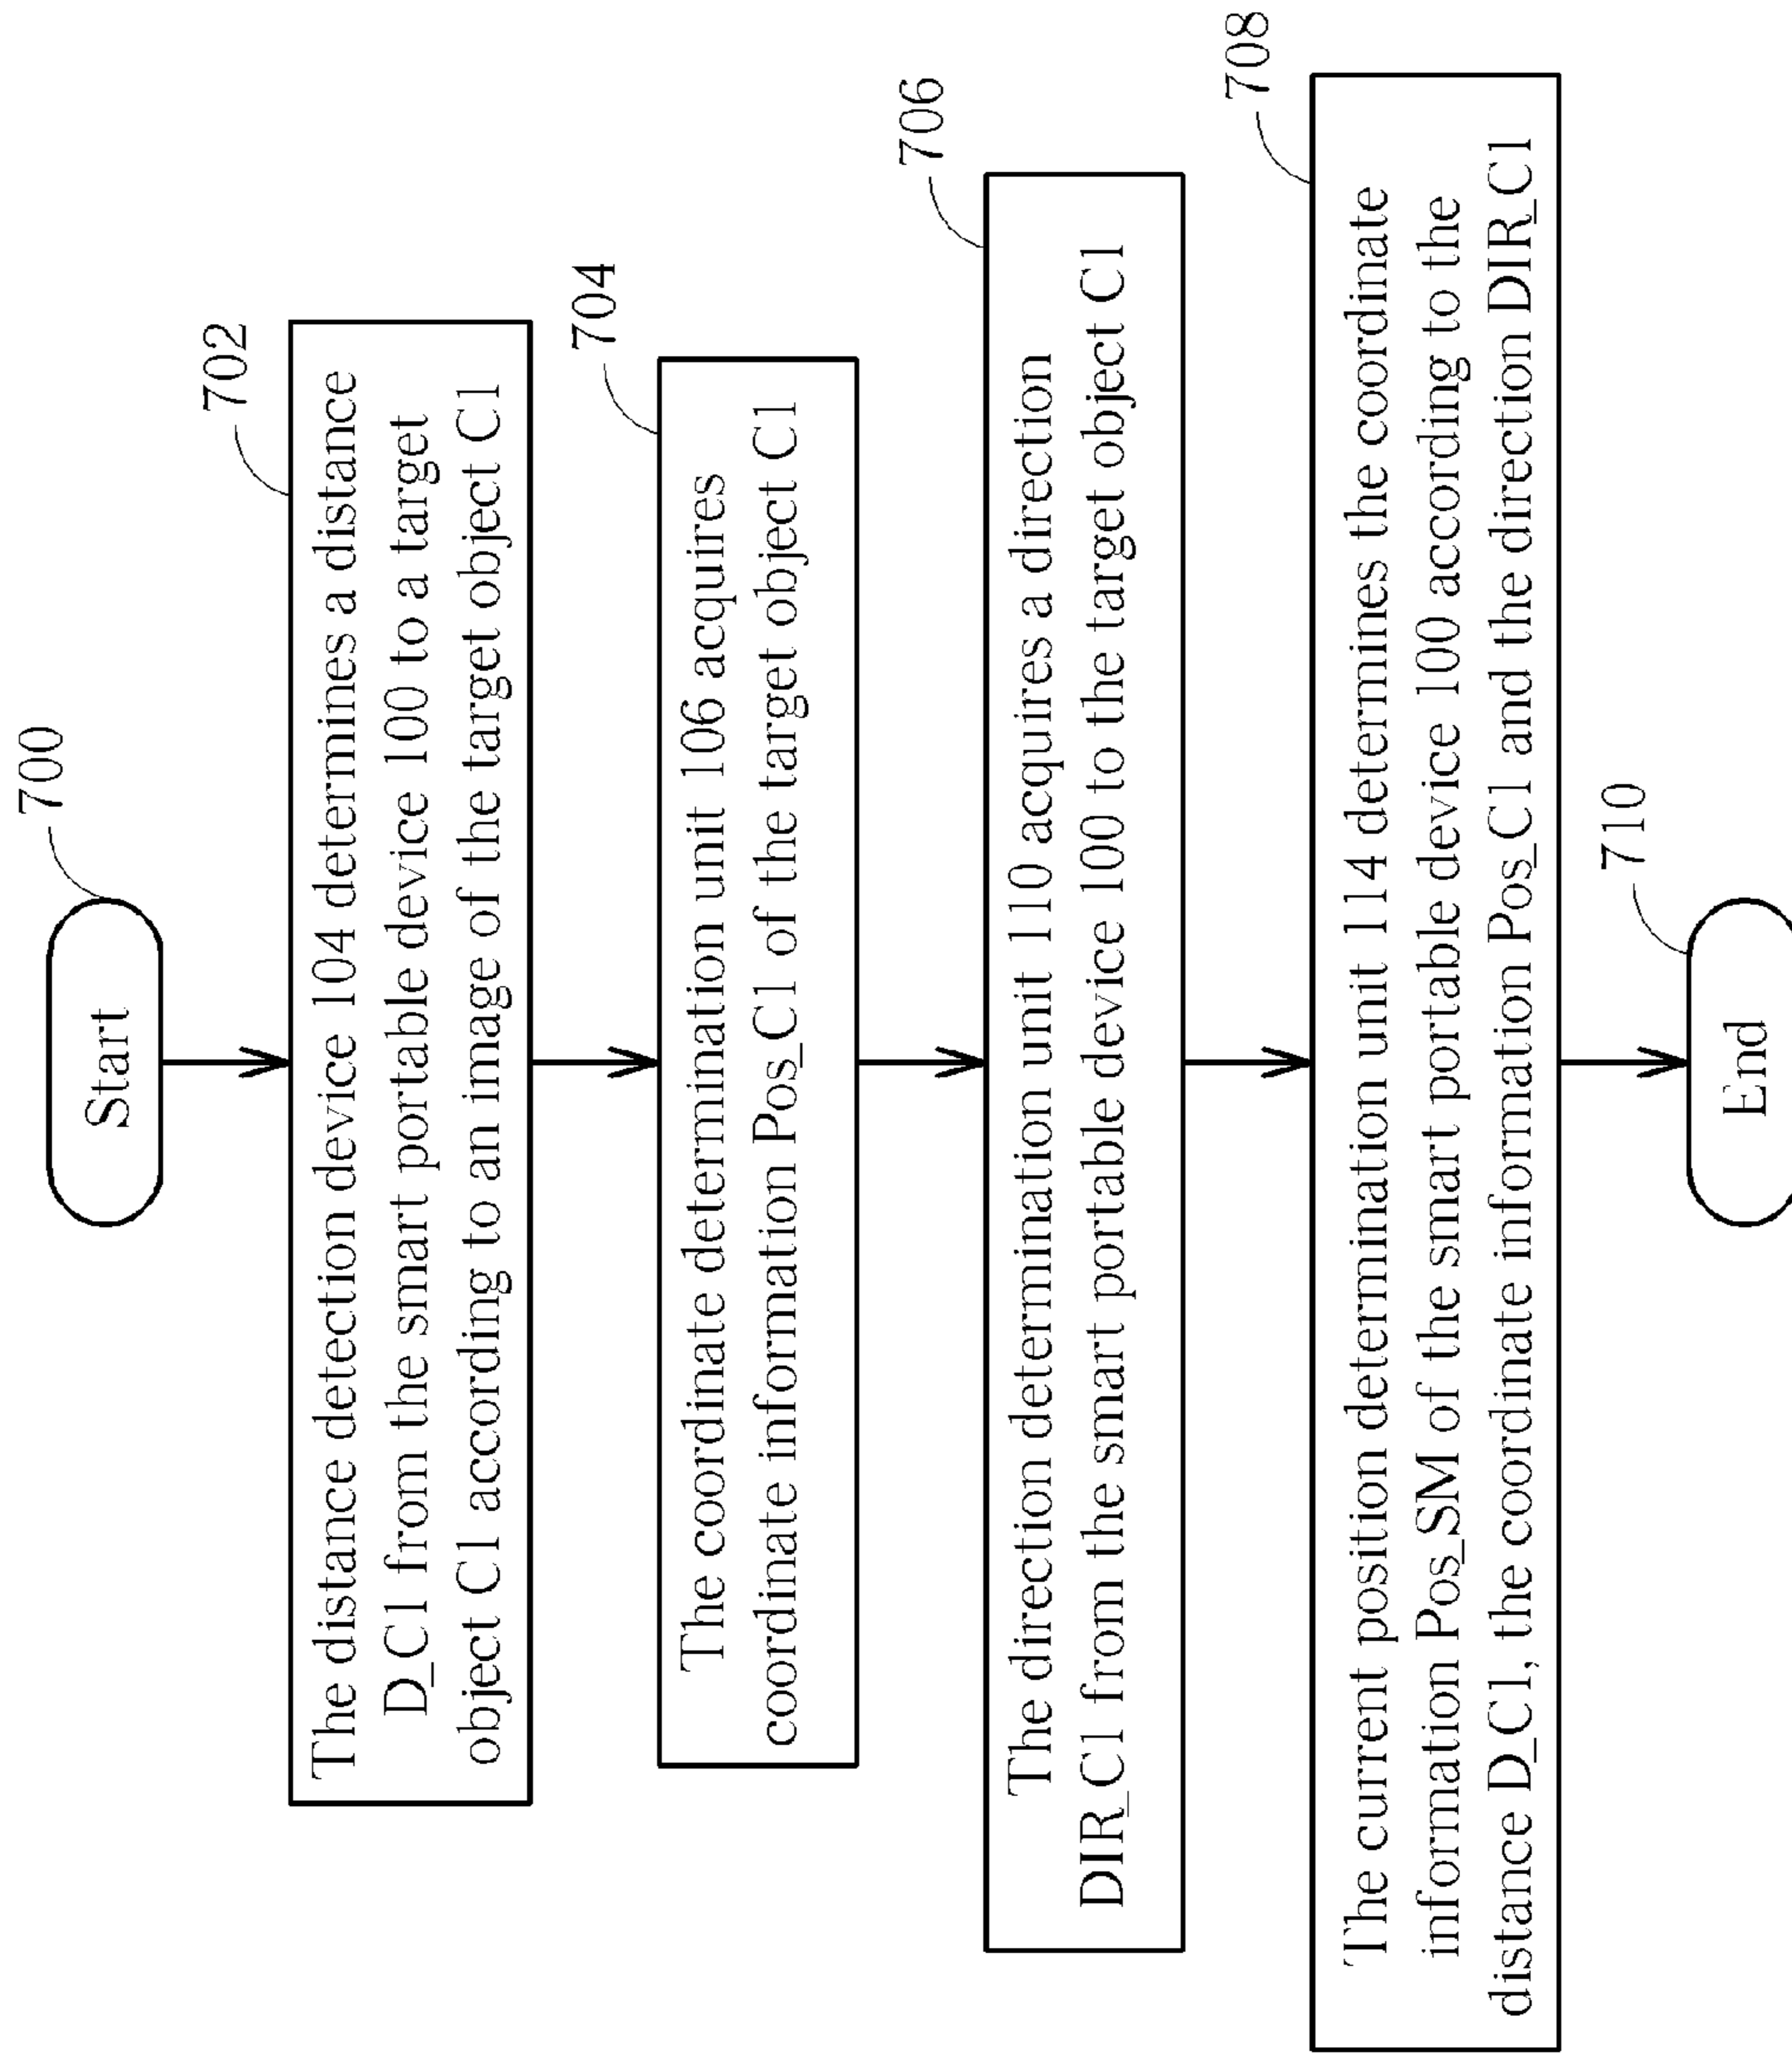 700
Start
702
The distance detection device 104 determines a distance
D_C1 from the smart portable device 100 to a target
object C1 according to an image of the target object C1
704
The coordinate determination unit 106 acquires
coordinate information Pos_C1 of the target object C1
706
The direction determination unit 110 acquires a direction
DIR_C1 from the smart portable device 100 to the target object C1
708
The current position determination unit 114 determines the coordinate
information Pos_SM of the smart portable device 100 according to the
distance D_C1, the coordinate information Pos_C1 and the direction DIR_C1
710
End